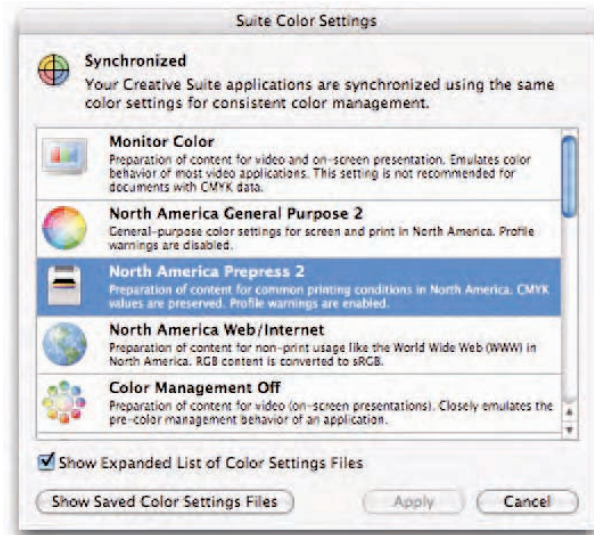 Suite Color Settings
Synchronized
Your Creative Suite applications are synchronized using the same
color settings for consistent color management.
Monitor Color
Preparation of content for video and on-screen presentation. Emulates color
behavior of most video applications. This setting is not recommended for
documents with CMYK data.
North America General Purpose 2
General-purpose color settings for screen and print in North America. Profile
warnings are disabled.
North America Prepress 2
Preparation of content for common printing conditions in North America. CMYK
values are preserved. Profile warnings are enabled.
North America Web/Internet
Preparation of content for non-print usage like the World Wide Web (WWW) in
North America. RGB content is converted to sRGB.
Color Management Off
Preparation of content for video (on-screen presentations). Closely emulates the
pre-color management behavior of an application.
Show Expanded List of Color Settings Files
Show Saved Color Settings Files
Apply
Cancel